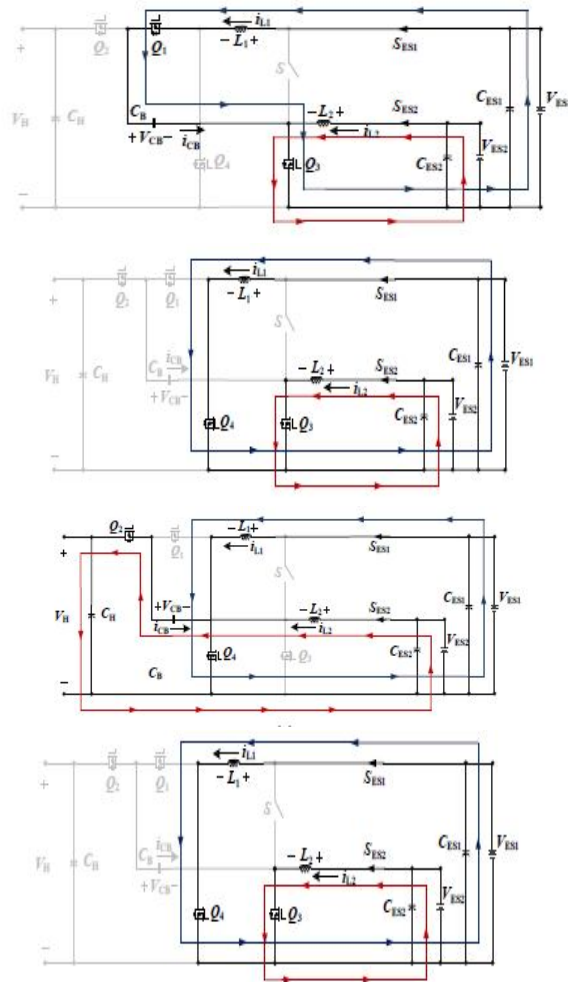 Q1 iL1 Q2 - L1 + SES1
+ S
CB - L2 + SES2 CES1 VES1
VH CH + VCB - iCB iL2
Q4 Q3 CES2 VES2
-
iL1
+ Q2 Q1 - L1 + SES1
S
VH CH CB iCB - L2 + SES2 CES1 VES1
+ VCB - iL2
Q4 Q3 CES2 VES2
-
Q2 - L1 +
+ Q1 iL1 SES1
S
+ VCB - - L2 + SES2 CES1 VES1
VH CH iCB iL2
Q4 Q3 CES2 VES2
- CB
iL1
+ Q2 Q1 - L1 + SES1
S
VH CH CB iCB - L2 + SES2 CES1 VES1
+ VCB - iL2
Q4 Q3 CES2 VES2
-